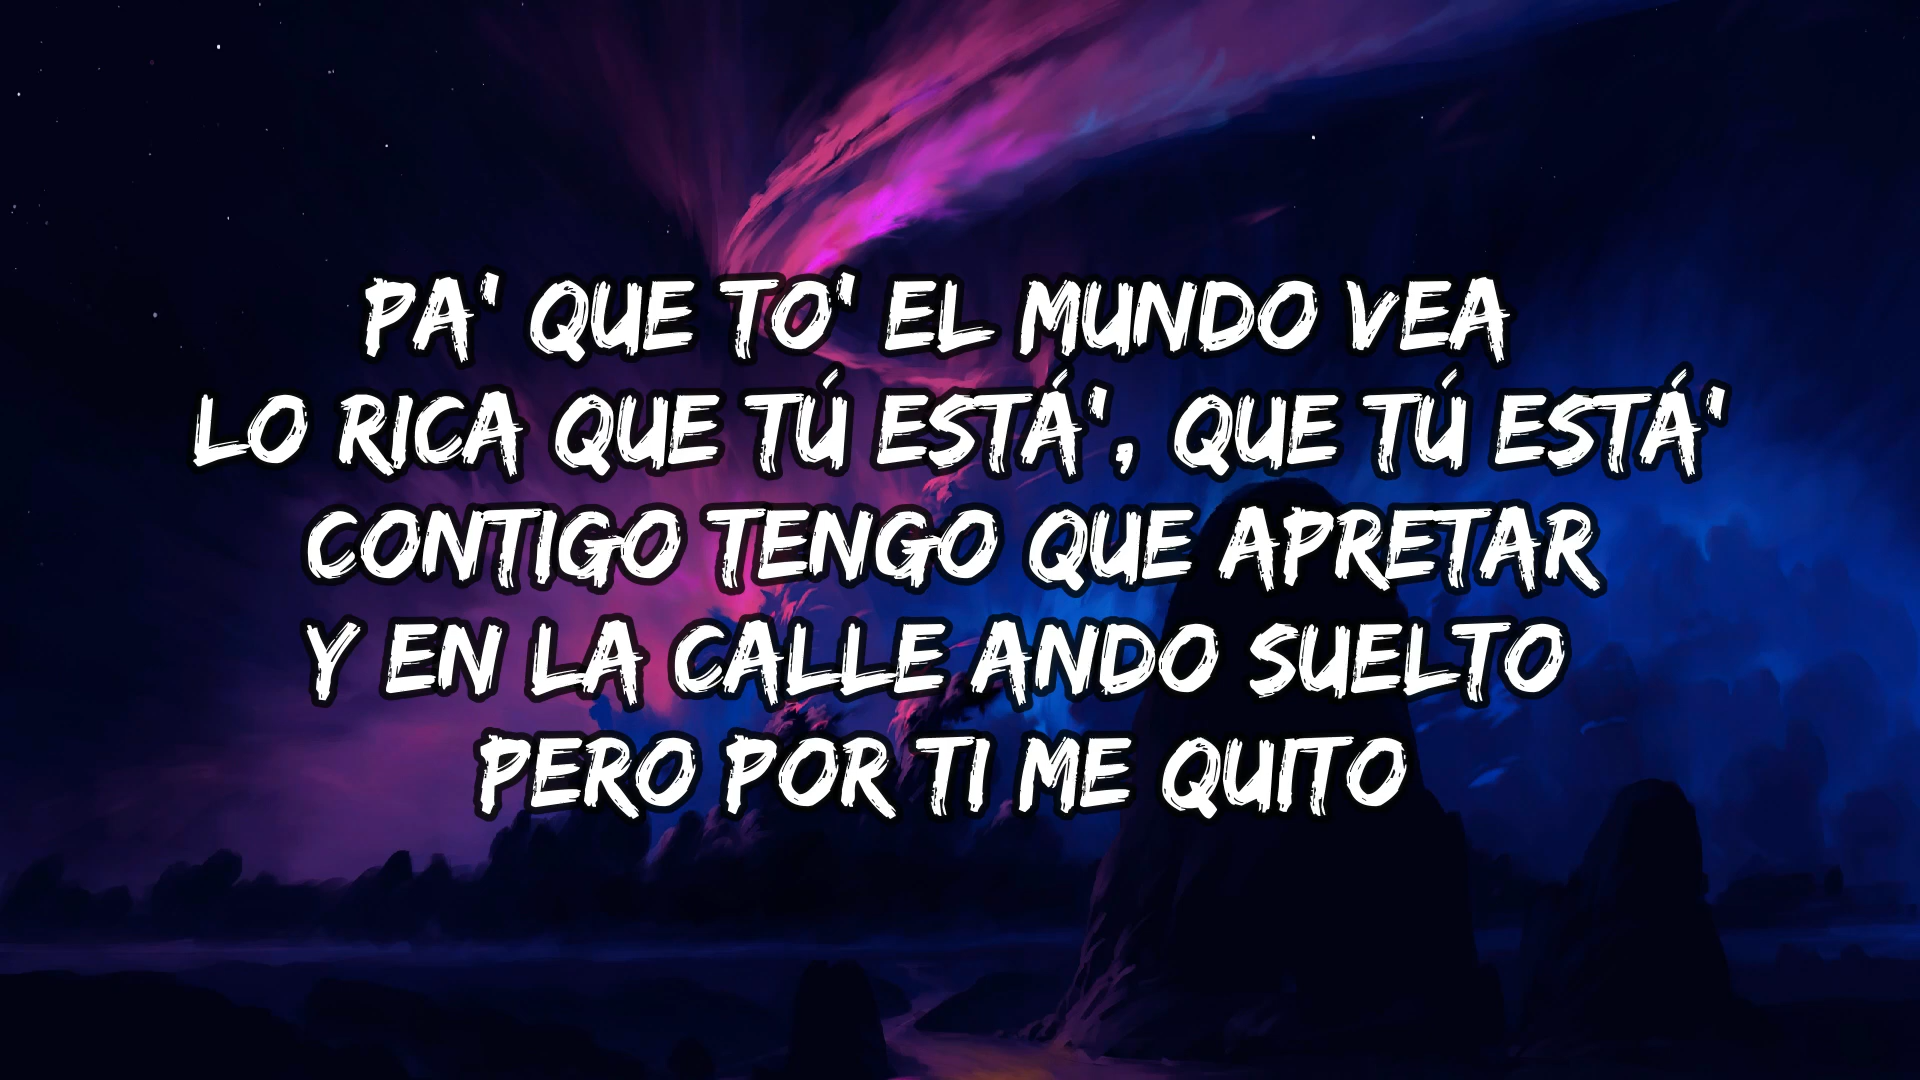 PA' QUE TO' EL MUNDO VEA
LO RICA QUE TÚ ESTÁ', QUE TÚ ESTÁ'
CONTIGO TENGO QUE APRETAR
Y EN LA CALLE ANDO SUELTO
PERO POR TI ME QUITO